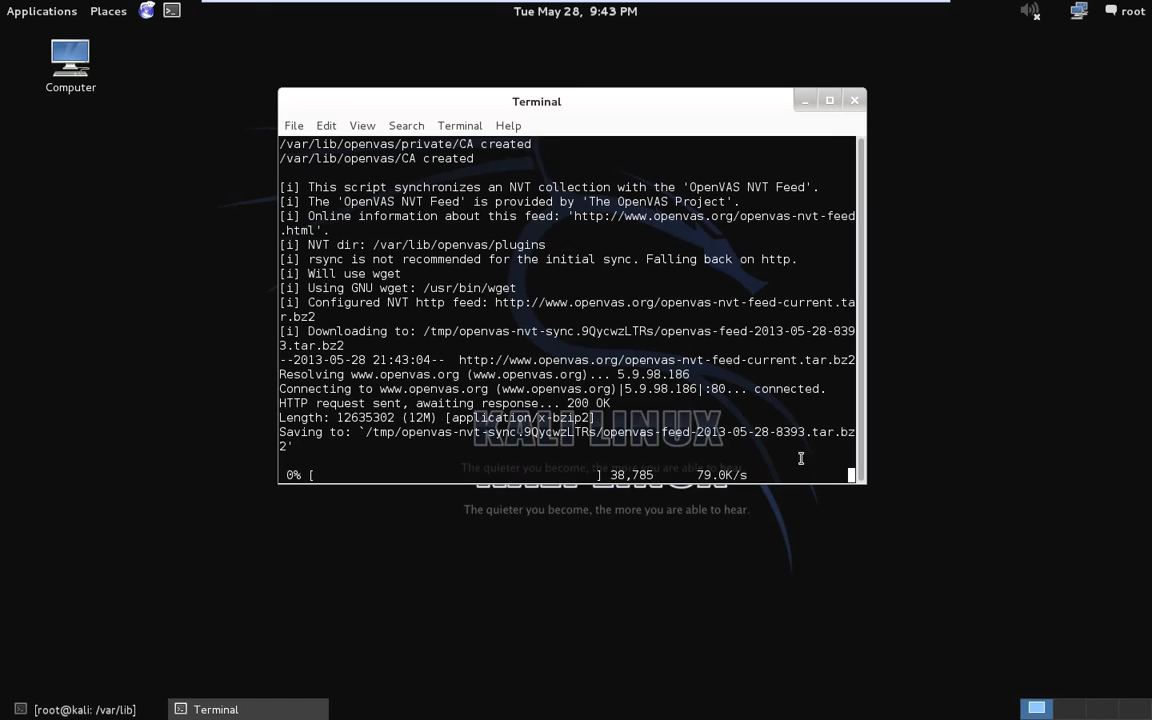 Applications Places Tue May 28, 9:43 PM root
Computer
Terminal
File Edit View Search Terminal Help
/var/lib/openvas/private/CA created
/var/lib/openvas/CA created
[i] This script synchronizes an NVT collection with the 'OpenVAS NVT Feed'.
[i] The 'OpenVAS NVT Feed' is provided by 'The OpenVAS Project'.
[i] Online information about this feed: 'http://www.openvas.org/openvas-nvt-feed
.html'.
[i] NVT dir: /var/lib/openvas/plugins
[i] rsync is not recommended for the initial sync. Falling back on http.
[i] Will use wget
[i] Using GNU wget: /usr/bin/wget
[i] Configured NVT http feed: http://www.openvas.org/openvas-nvt-feed-current.ta
r.bz2
[i] Downloading to: /tmp/openvas-nvt-sync.9QycwzLTRs/openvas-feed-2013-05-28-839
3.tar.bz2
--2013-05-28 21:43:04-- http://www.openvas.org/openvas-nvt-feed-current.tar.bz2
Resolving www.openvas.org (www.openvas.org)... 5.9.98.186
Connecting to www.openvas.org (www.openvas.org)|5.9.98.186|:80... connected.
HTTP request sent, awaiting response... 200 OK
Length: 12635302 (12M) [application/x-bzip2]
KALI LINUX
Saving to: `/tmp/openvas-nvt-sync.9QycwzLTRs/openvas-feed-2013-05-28-8393.tar.bz
2'
The quieter you become, the more you are able to hear.
0% [ ] 38,785 79.0K/s
KALI LINUX
The quieter you become, the more you are able to hear.
[root@kali: /var/lib] Terminal